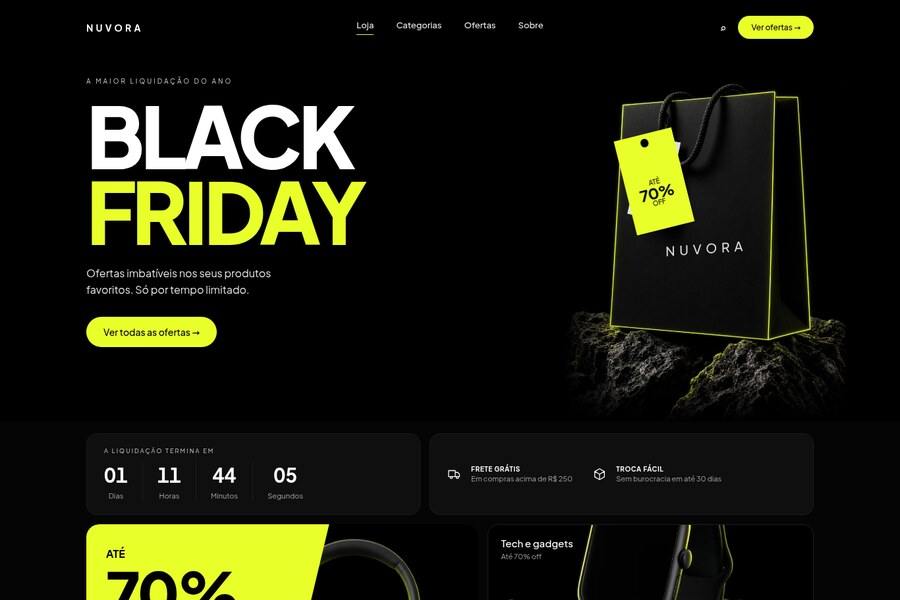 NUVORA
Loja Categorias Ofertas Sobre
Ver ofertas →
A MAIOR LIQUIDAÇÃO DO ANO
BLACK
FRIDAY
Ofertas imbatíveis nos seus produtos
favoritos. Só por tempo limitado.
Ver todas as ofertas →
ATÉ
70%
OFF
NUVORA
A LIQUIDAÇÃO TERMINA EM
01 11 44 05
Dias Horas Minutos Segundos
FRETE GRÁTIS
Em compras acima de R$ 250
TROCA FÁCIL
Sem burocracia em até 30 dias
ATÉ
70%
Tech e gadgets
Até 70% off